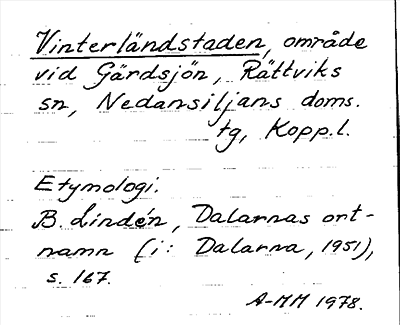 Vinterländstaden, område
vid Gärdsjön, Rättviks
sn, Nedansiljans doms.
tg, Kopp.l.
Etymologi.
B Lindén, Dalarnas ort-
namn (i: Dalarna, 1951),
s. 167.
A-MM 1978.